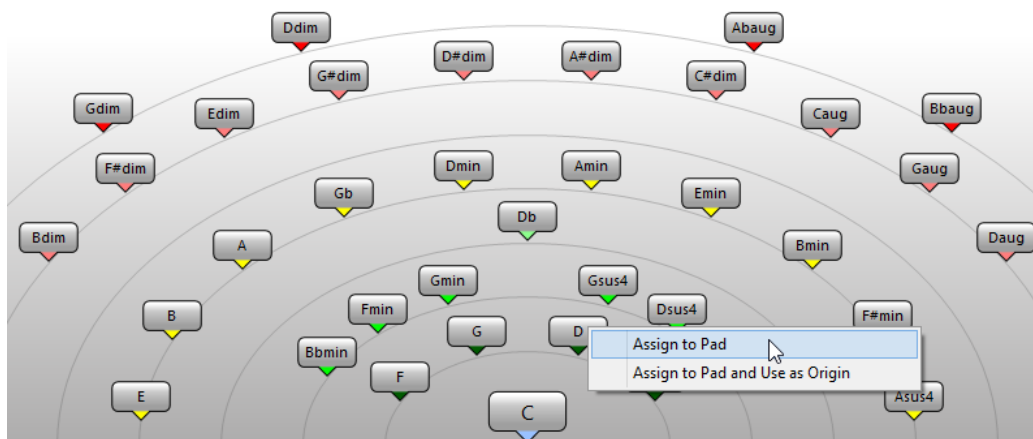 Ddim
Abaug
D#dim
A#dim
G#dim
C#dim
Gdim
Edim
Caug
Bbaug
F#dim
Dmin
Amin
Gaug
Gb
Emin
Db
Bdim
A
Bmin
Daug
Gmin
Gsus4
Fmin
Dsus4
B
F#min
G
D
Assign to Pad
Bbmin
F
Assign to Pad and Use as Origin
E
Asus4
C